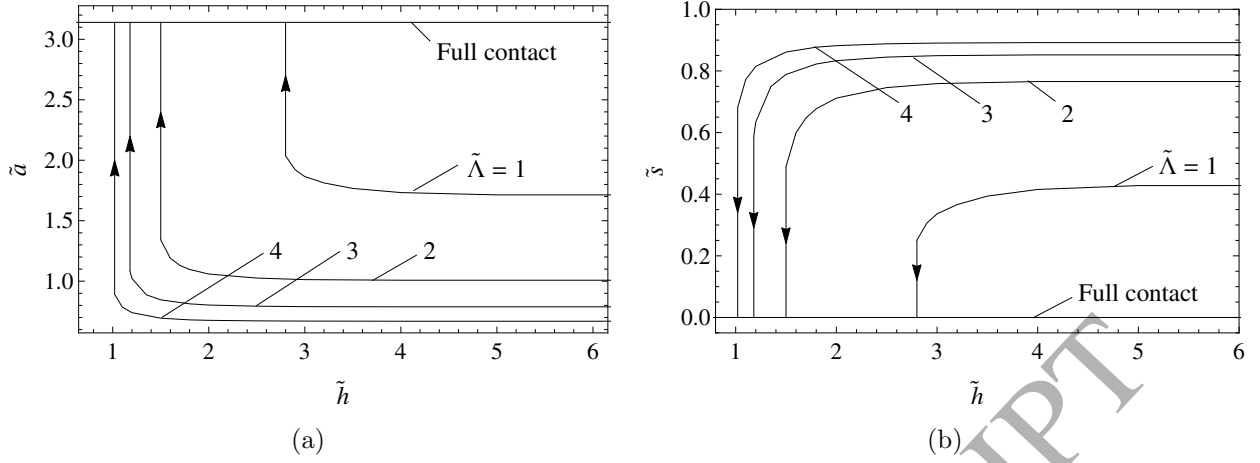 3.0
2.5
2.0
1.5
1.0
ã
Full contact
Λ̃ = 1
4
3
2
1 2 3 4 5 6
h̃
(a)
1.0
0.8
0.6
0.4
0.2
0.0
s̃
4
3
2
Λ̃ = 1
Full contact
1 2 3 4 5 6
h̃
(b)
IPT